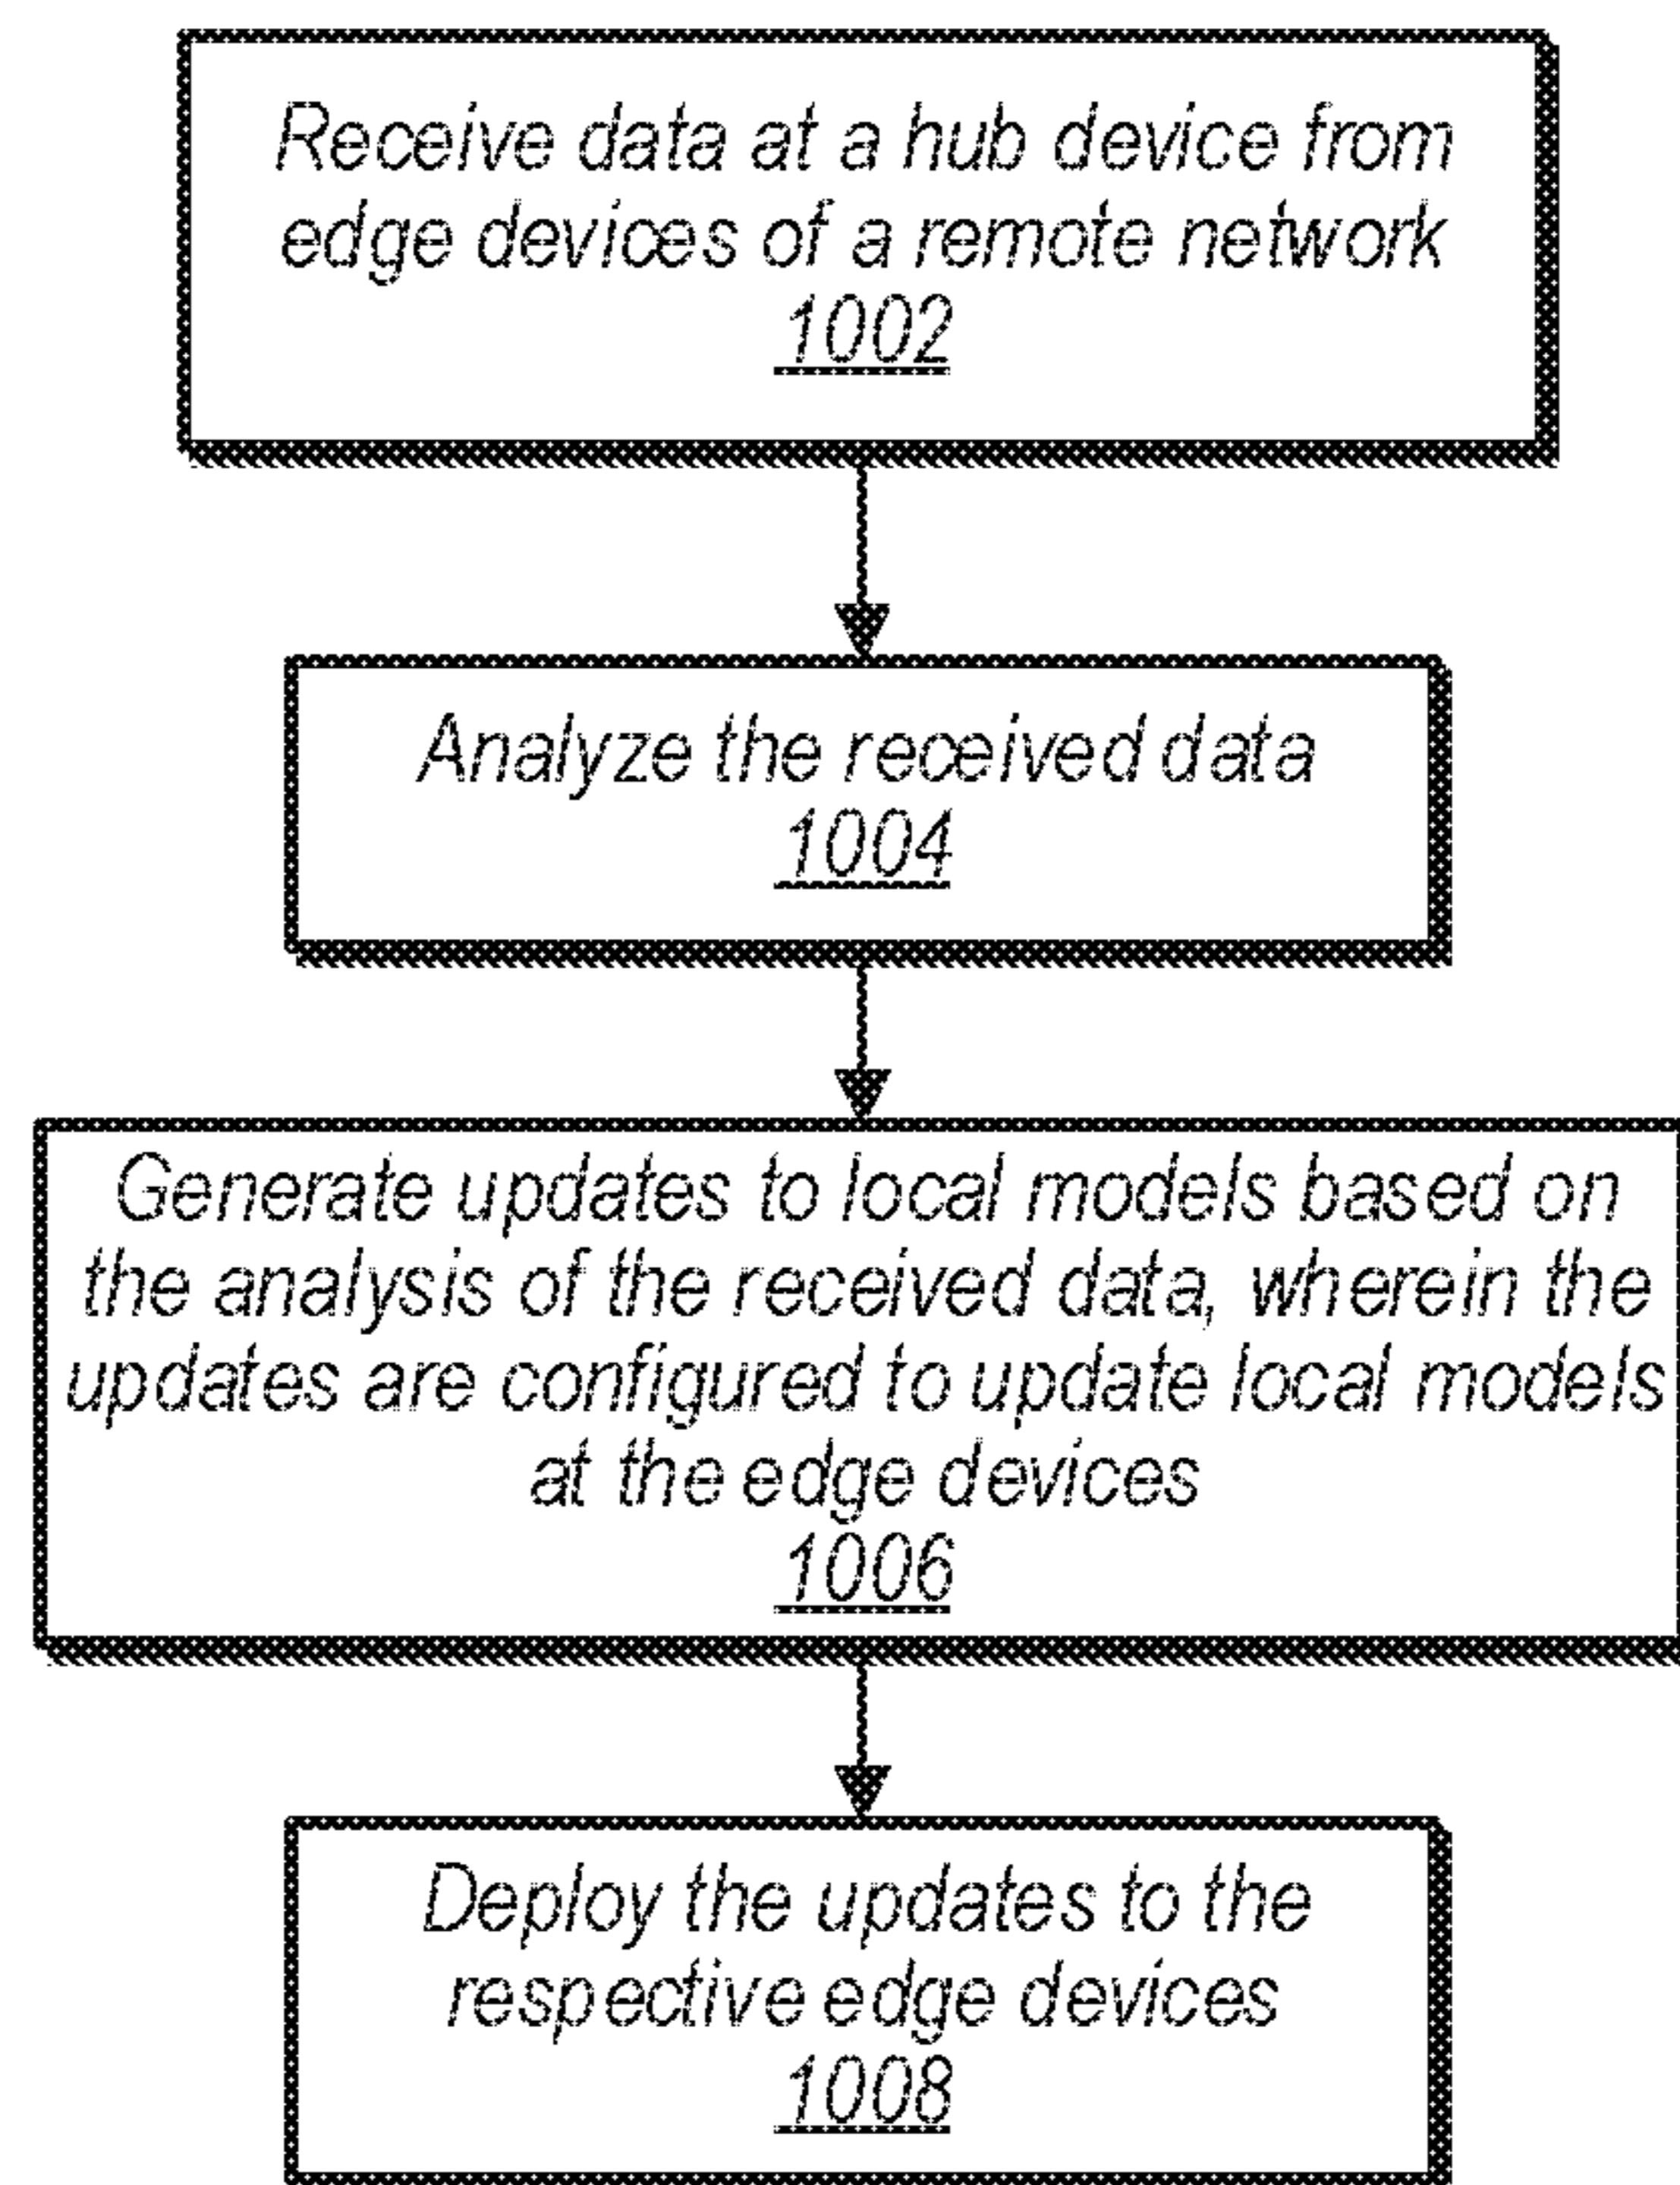 Receive data at a hub device from
edge devices of a remote network
1002
Analyze the received data
1004
Generate updates to local models based on
the analysis of the received data, wherein the
updates are configured to update local models
at the edge devices
1006
Deploy the updates to the
respective edge devices
1008